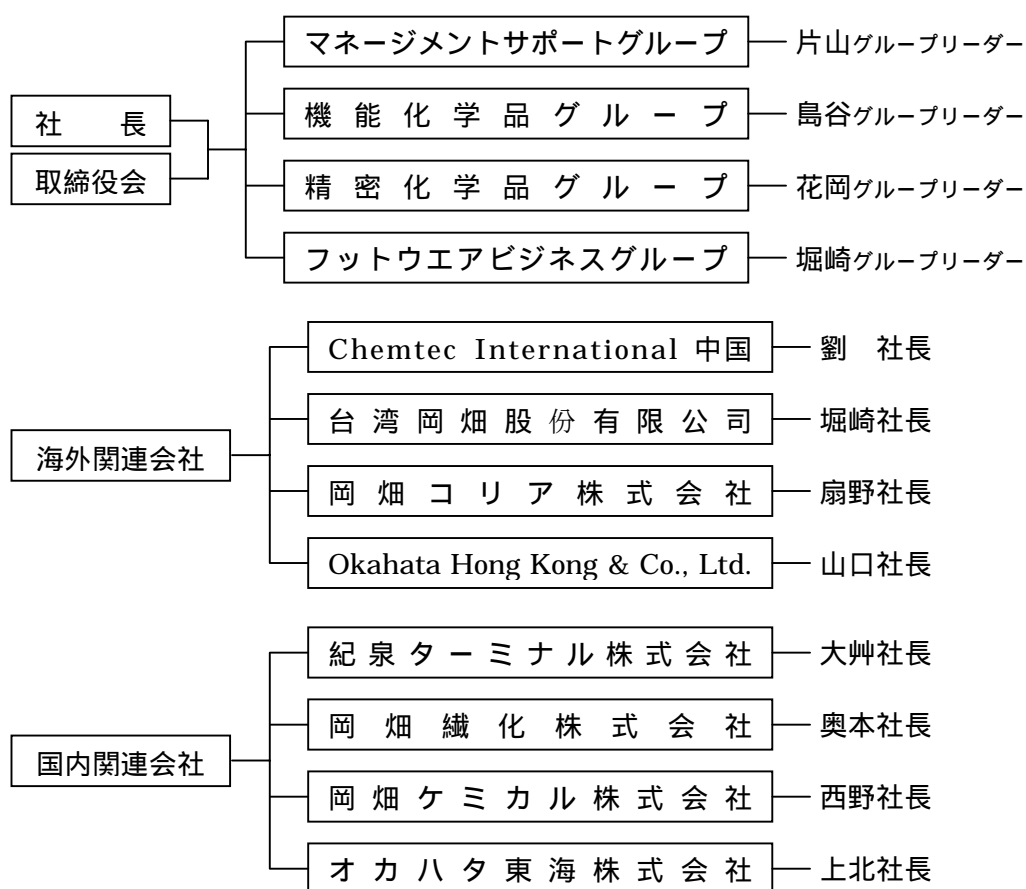 マネージメントサポートグループ 片山グループリーダー
社　長 機能化学品グループ 島谷グループリーダー
取締役会 精密化学品グループ 花岡グループリーダー
フットウエアビジネスグループ 堀崎グループリーダー
Chemtec International 中国 劉　社長
台湾岡畑股份有限公司 堀崎社長
海外関連会社
岡畑コリア株式会社 扇野社長
Okahata Hong Kong & Co., Ltd. 山口社長
紀泉ターミナル株式会社 大艸社長
岡畑繊化株式会社 奥本社長
国内関連会社
岡畑ケミカル株式会社 西野社長
オカハタ東海株式会社 上北社長